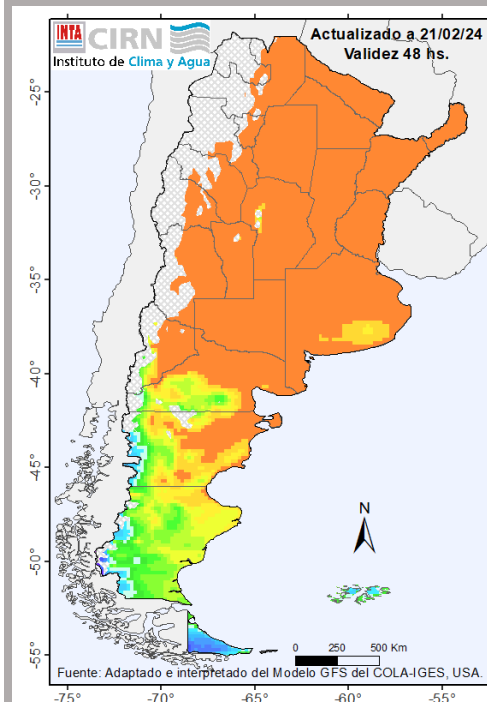 INTA CIRN
Instituto de Clima y Agua
Actualizado a 21/02/24
Validez 48 hs.
-25°
-30°
-35°
-40°
-45°
-50°
-55°
N
0 250 500 Km
Fuente: Adaptado e interpretado del Modelo GFS del COLA-IGES, USA.
-75° -70° -65° -60° -55°